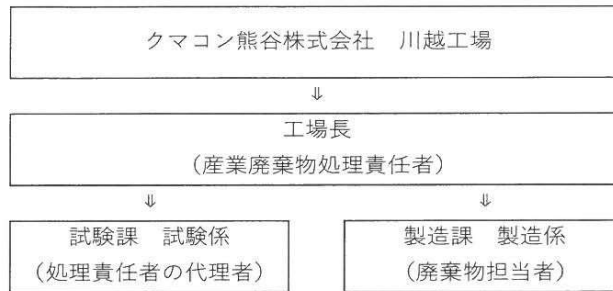 クマコン熊谷株式会社　川越工場
⇓
工場長
（産業廃棄物処理責任者）
⇓ ⇓
試験課　試験係
（処理責任者の代理者）
製造課　製造係
（廃棄物担当者）